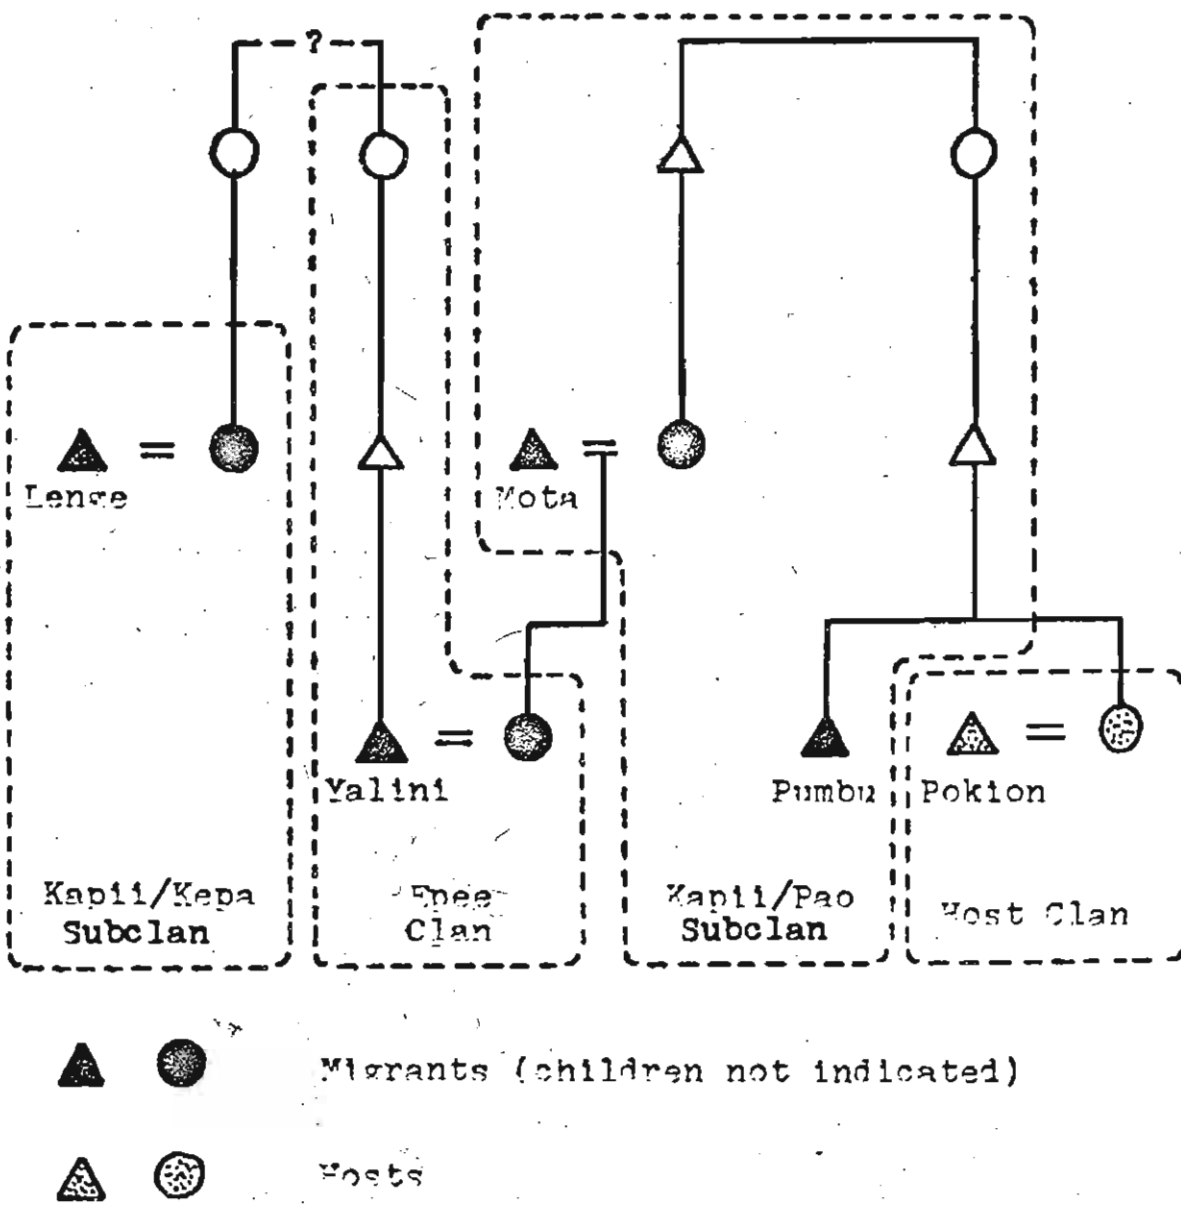 ?
Lenge
Mota
Yalini
Pumbu
Pokion
Kapii/Kepa
Subclan
Epee
Clan
Kapii/Pao
Subclan
Host Clan
Migrants (children not indicated)
Hosts